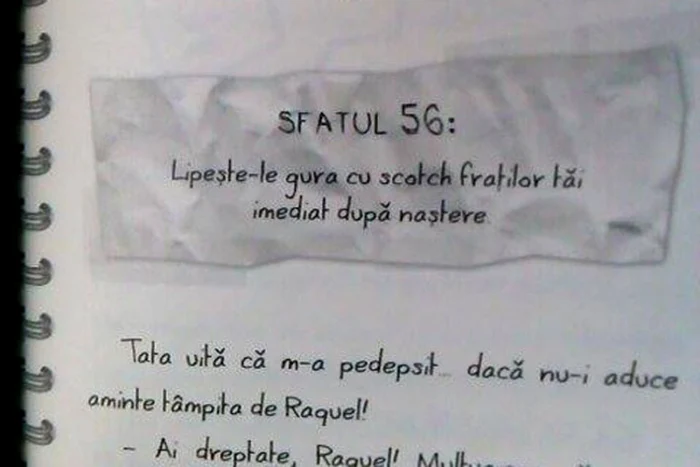 SFATUL 56:
Lipește-le gura cu scotch fraților tăi
imediat după naștere
Tata uită că m-a pedepsit... dacă nu-i aduce
aminte tâmpita de Raquel!
- Ai dreptate, Raquel!